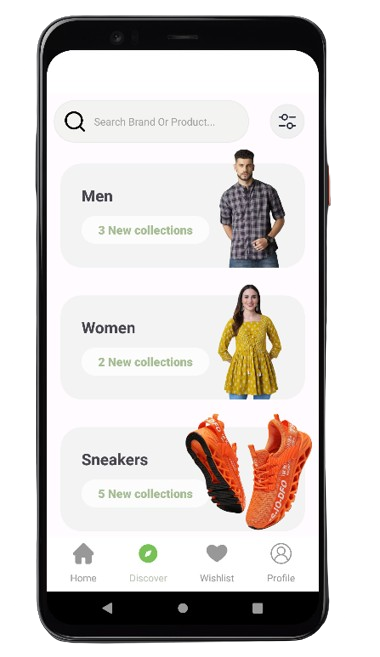 Search Brand Or Product...
Men
3 New collections
Women
2 New collections
Sneakers
5 New collections
Home
Discover
Wishlist
Profile